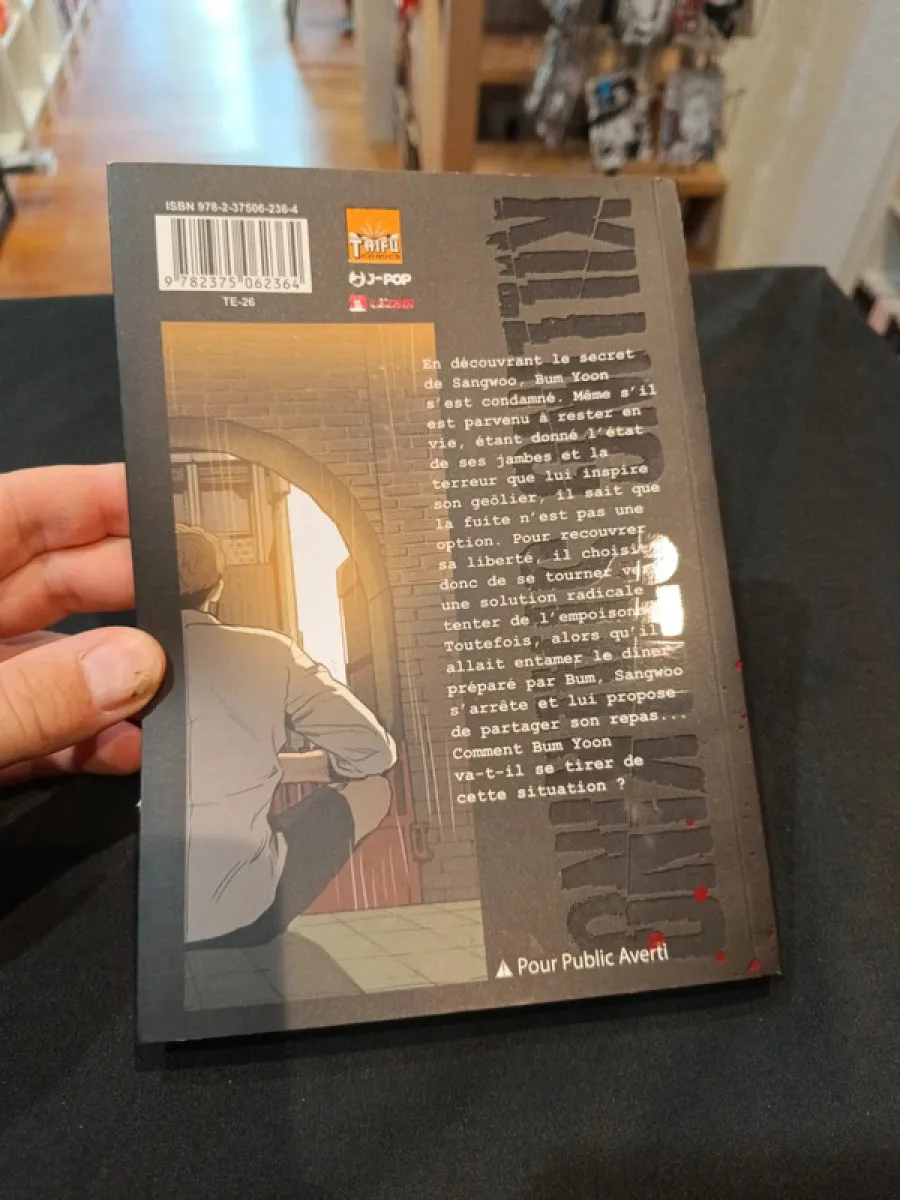 ISBN 978-2-37506-236-4
9 782375 062364
TE-26
TAIFU
COMICS
J-POP
LEZHIN
KILLING
STALKING
En découvrant le secret
de Sangwoo, Bum Yoon
s'est condamné. Même s'il
est parvenu à rester en
vie, étant donné l'état
de ses jambes et la
terreur que lui inspire
son geôlier, il sait que
la fuite n'est pas une
option. Pour recouvrer
sa liberté, il choisit
donc de se tourner vers
une solution radicale
tenter de l'empoisonner
Toutefois, alors qu'il
allait entamer le dîner
préparé par Bum, Sangwoo
s'arrête et lui propose
de partager son repas...
Comment Bum Yoon
va-t-il se tirer de
cette situation ?
Pour Public Averti